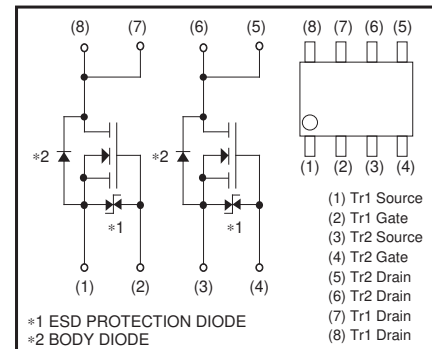 (8) (7) (6) (5)
∗2 ∗2
∗1 ∗1
(1) (2) (3) (4)
∗1 ESD PROTECTION DIODE
∗2 BODY DIODE
(8) (7) (6) (5)
(1) (2) (3) (4)
(1) Tr1 Source
(2) Tr1 Gate
(3) Tr2 Source
(4) Tr2 Gate
(5) Tr2 Drain
(6) Tr2 Drain
(7) Tr1 Drain
(8) Tr1 Drain